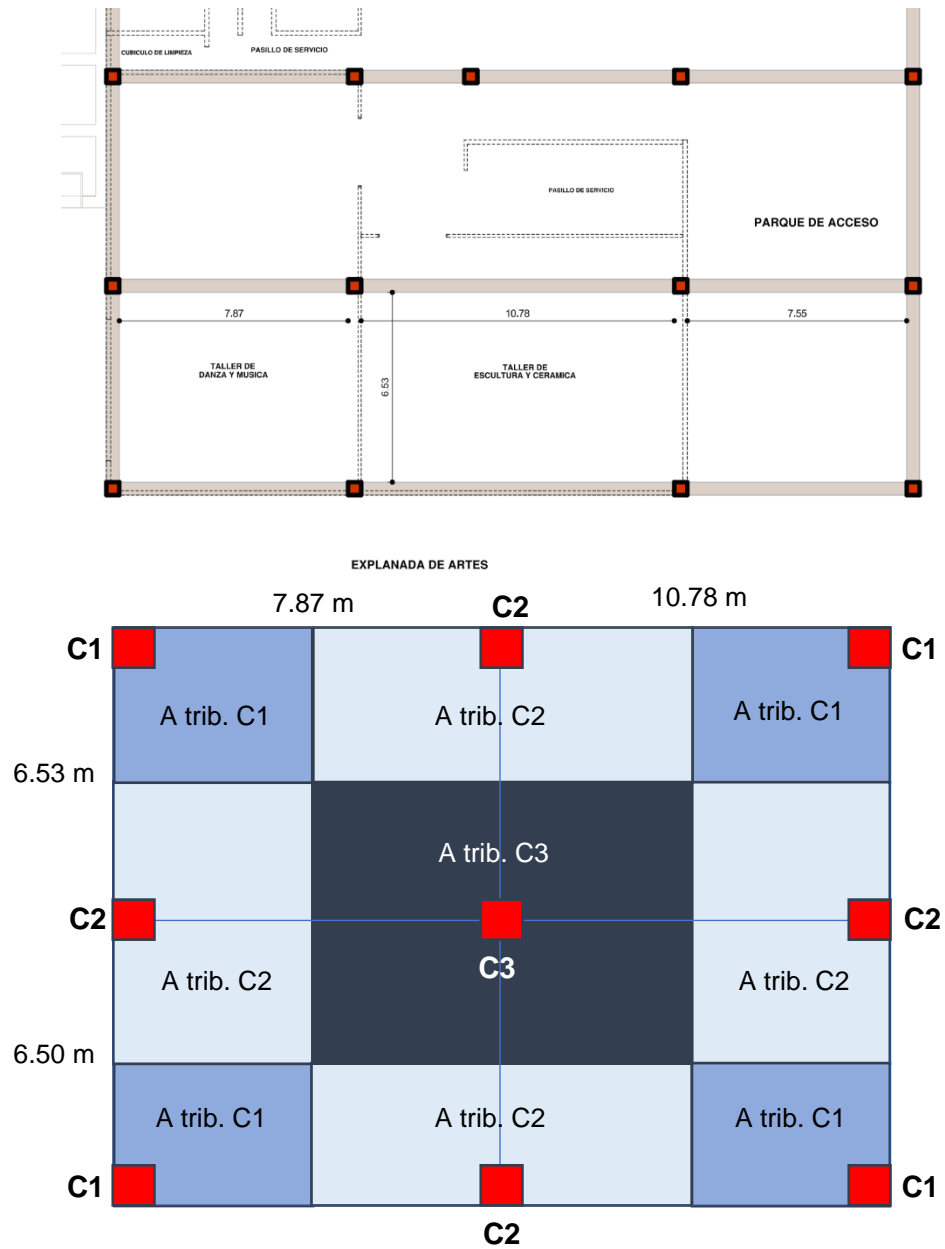 CUBICULO DE LIMPIEZA
PASILLO DE SERVICIO
PASILLO DE SERVICIO
PARQUE DE ACCESO
7.87
10.78
7.55
TALLER DE
DANZA Y MUSICA
TALLER DE
ESCULTURA Y CERAMICA
6.53
EXPLANADA DE ARTES
7.87 m
C2
10.78 m
C1
C1
A trib. C1
A trib. C2
A trib. C1
6.53 m
A trib. C3
C2
C2
C3
A trib. C2
A trib. C2
6.50 m
A trib. C1
A trib. C2
A trib. C1
C1
C1
C2